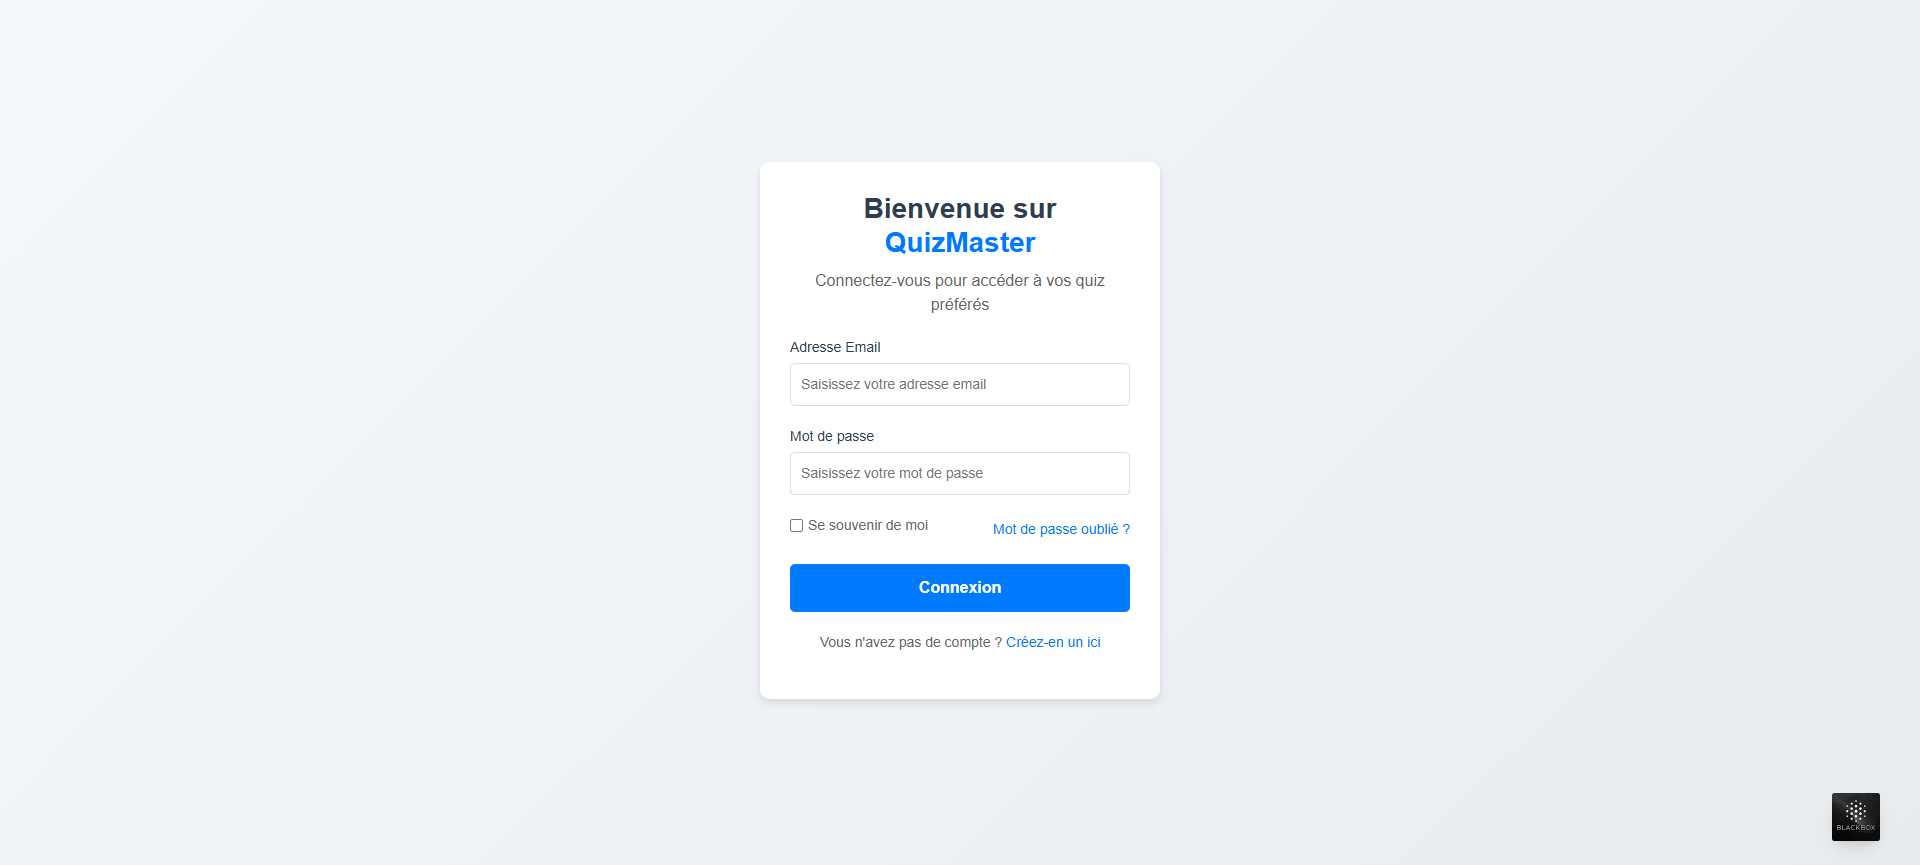 Bienvenue sur
QuizMaster
Connectez-vous pour accéder à vos quiz
préférés
Adresse Email
Saisissez votre adresse email
Mot de passe
Saisissez votre mot de passe
Se souvenir de moi Mot de passe oublié ?
Connexion
Vous n'avez pas de compte ? Créez-en un ici
BLACKBOX